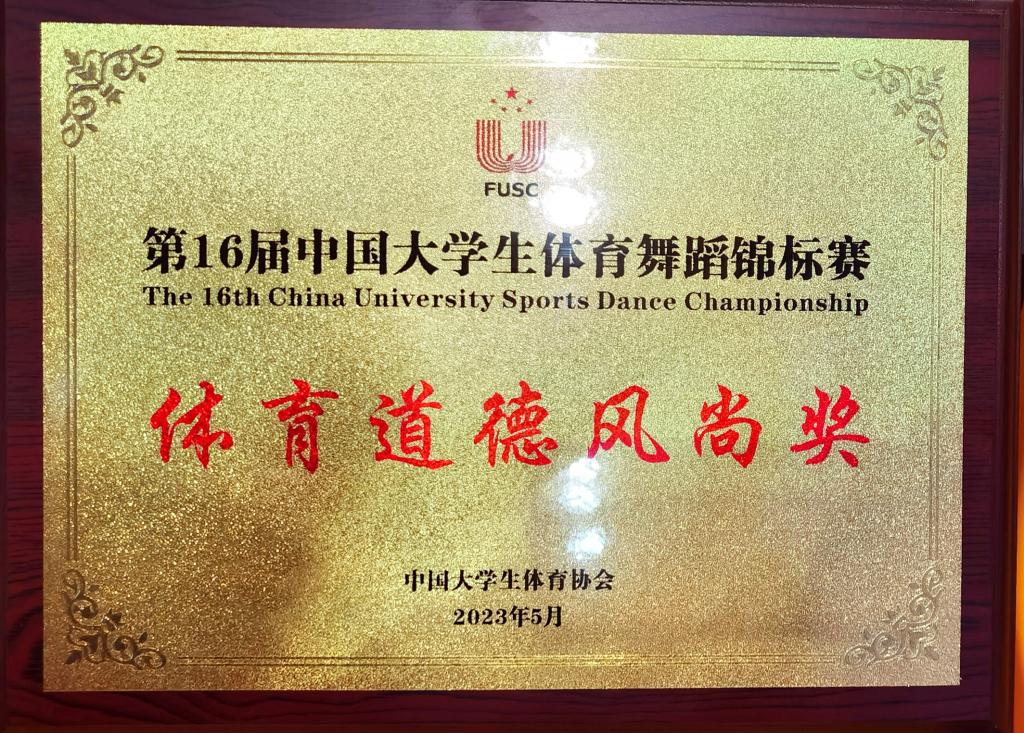 FUSC
第16届中国大学生体育舞蹈锦标赛
The 16th China University Sports Dance Championship
体育道德风尚奖
中国大学生体育协会
2023年5月